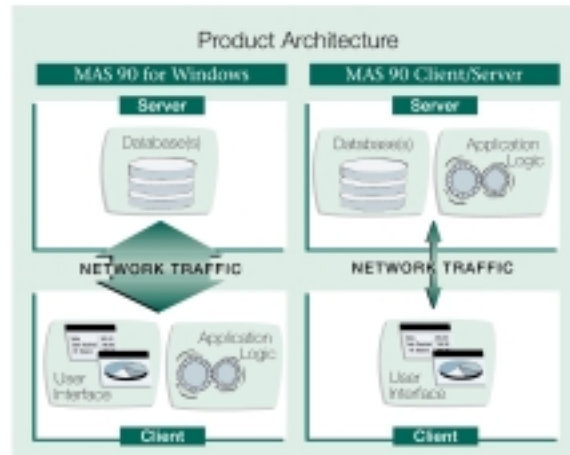 Product Architecture
MAS 90 for Windows
Server
Database(s)
NETWORK TRAFFIC
User
Interface
Application
Logic
Client
MAS 90 Client/Server
Server
Database(s)
Application
Logic
NETWORK TRAFFIC
User
Interface
Client